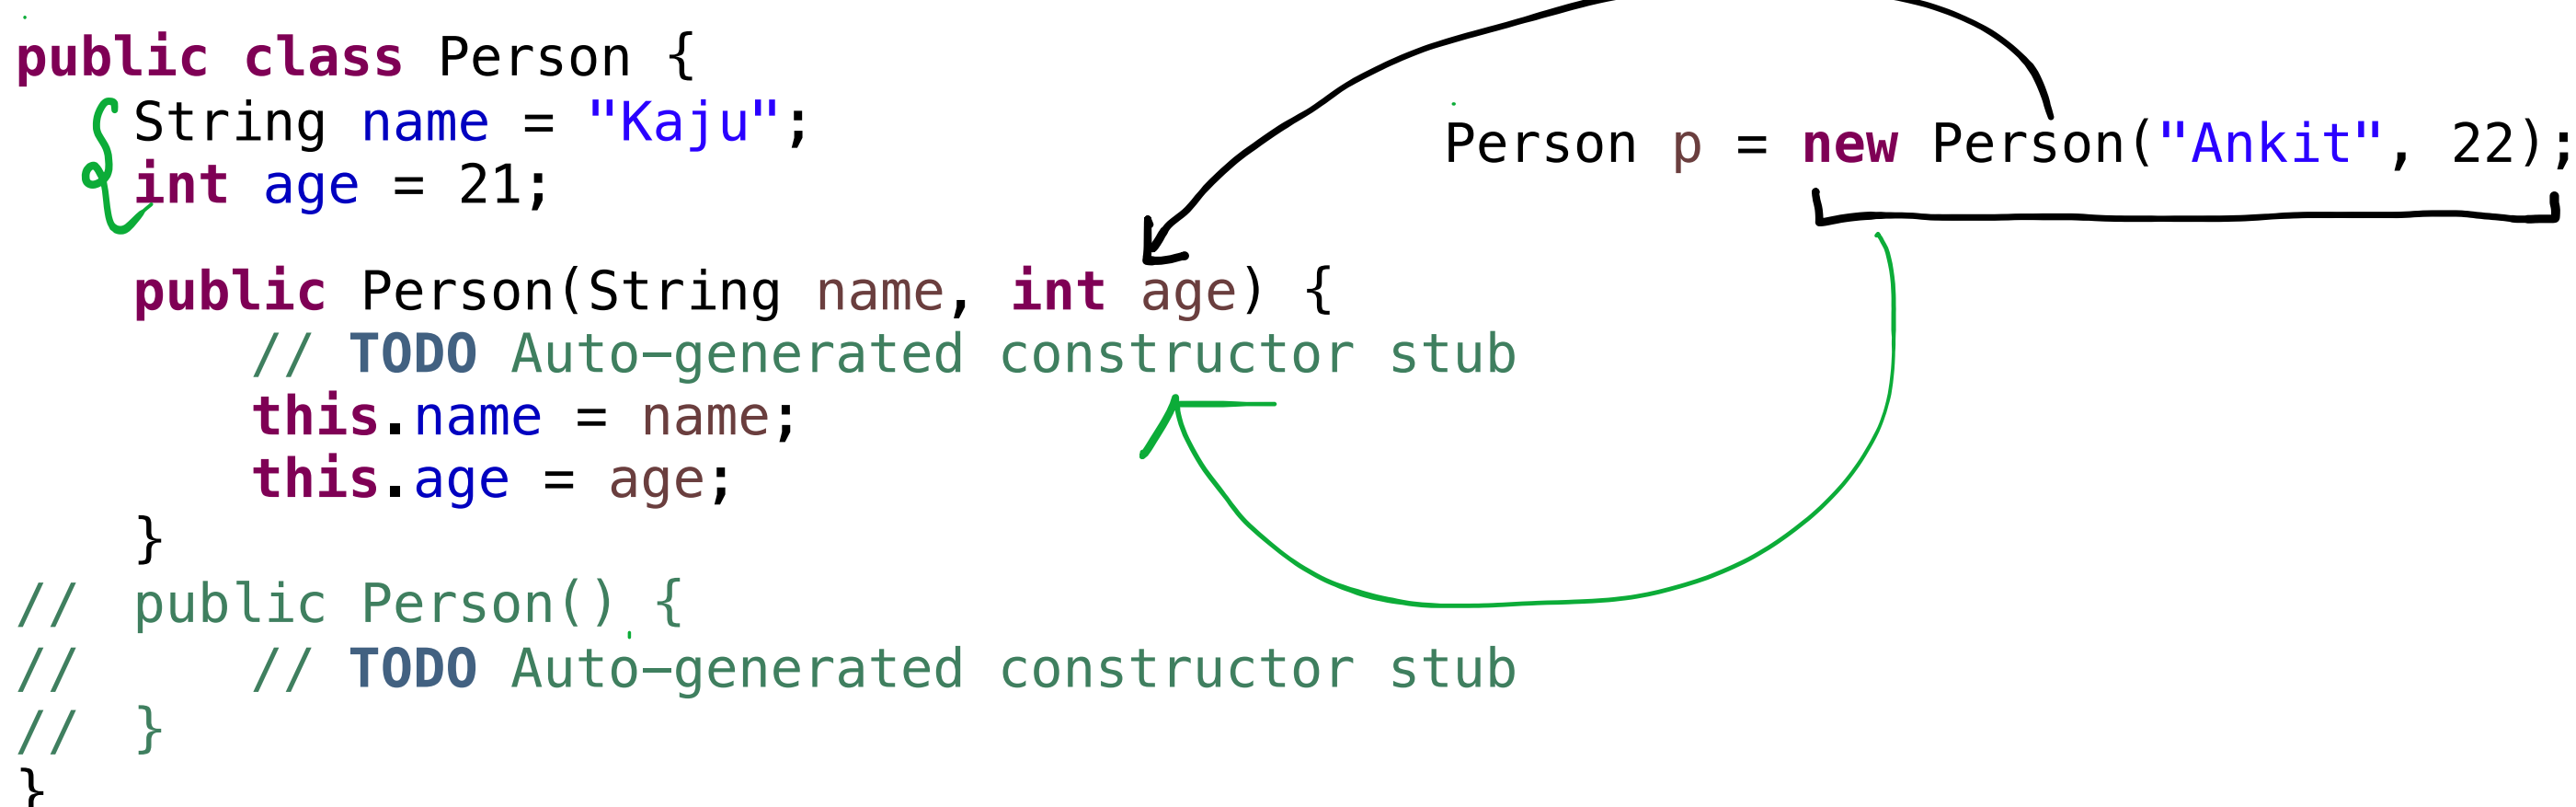 public class Person {
String name = "Kaju";
int age = 21;
Person p = new Person("Ankit", 22);
public Person(String name, int age) {
// TODO Auto-generated constructor stub
this.name = name;
this.age = age;
}
// public Person() {
// // TODO Auto-generated constructor stub
// }
}